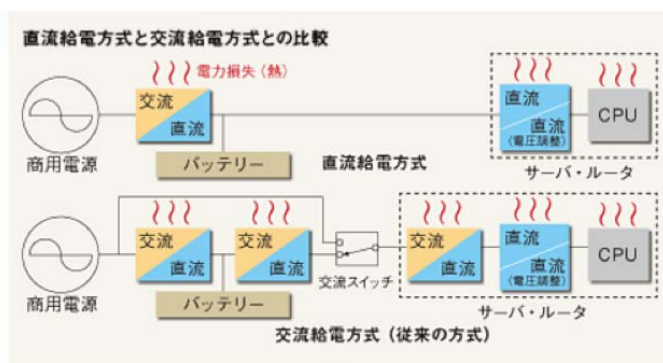 直流給電方式と交流給電方式との比較
電力損失(熱)
交流
直流
直流
直流
(電圧調整)
CPU
商用電源
バッテリー
直流給電方式
サーバ・ルータ
交流
直流
交流
直流
交流スイッチ
交流
直流
直流
直流
(電圧調整)
CPU
商用電源
バッテリー
サーバ・ルータ
交流給電方式(従来の方式)